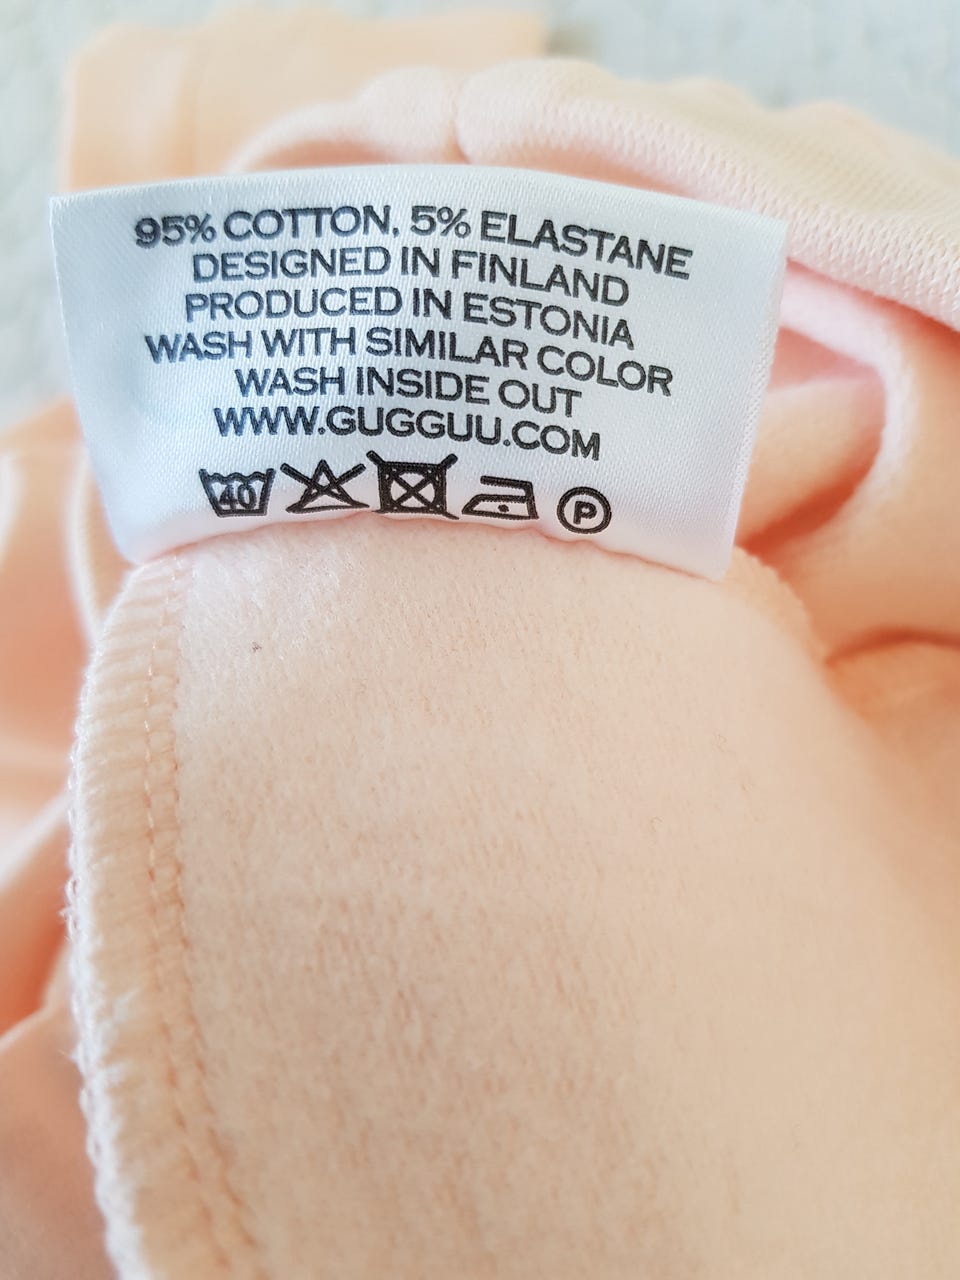 95% COTTON, 5% ELASTANE
DESIGNED IN FINLAND
PRODUCED IN ESTONIA
WASH WITH SIMILAR COLOR
WASH INSIDE OUT
WWW.GUGGUU.COM
40 P